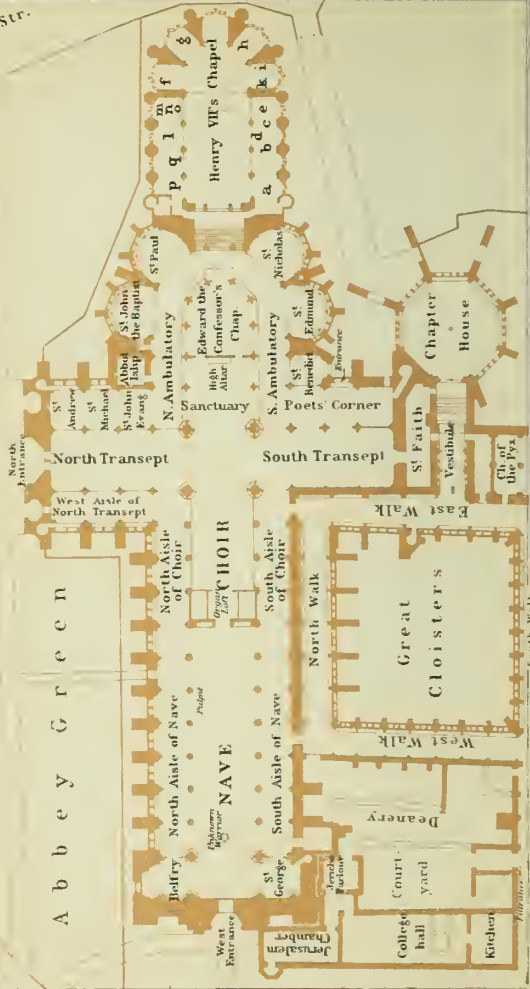 Str.
g
h
f
i
k
m
o
n
l
q
p
Henry VII's Chapel
e
c
d
b
a
St Paul
St
Nicholas
St John
the Baptist
Edward the
Confessor's
Chap.
St
Edmund
Abbot
Islip
N. Ambulatory
High
Altar
S. Ambulatory
St
Benedict
Entrance
Chapter
House
St
Andrew
St
Michael
St John
Evang
Sanctuary
Poets' Corner
North
Entrance
North Transept
South Transept
St Faith
Vestibule
Ch. of
the Pyx
West Aisle of
North Transept
East Walk
North Aisle
of Choir
CHOIR
South Aisle
of Choir
Organ
Loft
North Walk
Great
Cloisters
Abbey Green
Pulpit
North Aisle of Nave
NAVE
South Aisle of Nave
West Walk
Unknown
Warrior
Deanery
Belfry
St
George
Jericho
Parlour
Court-
yard
West
Entrance
Jerusalem
Chamber
College
hall
Kitchen
Entrance